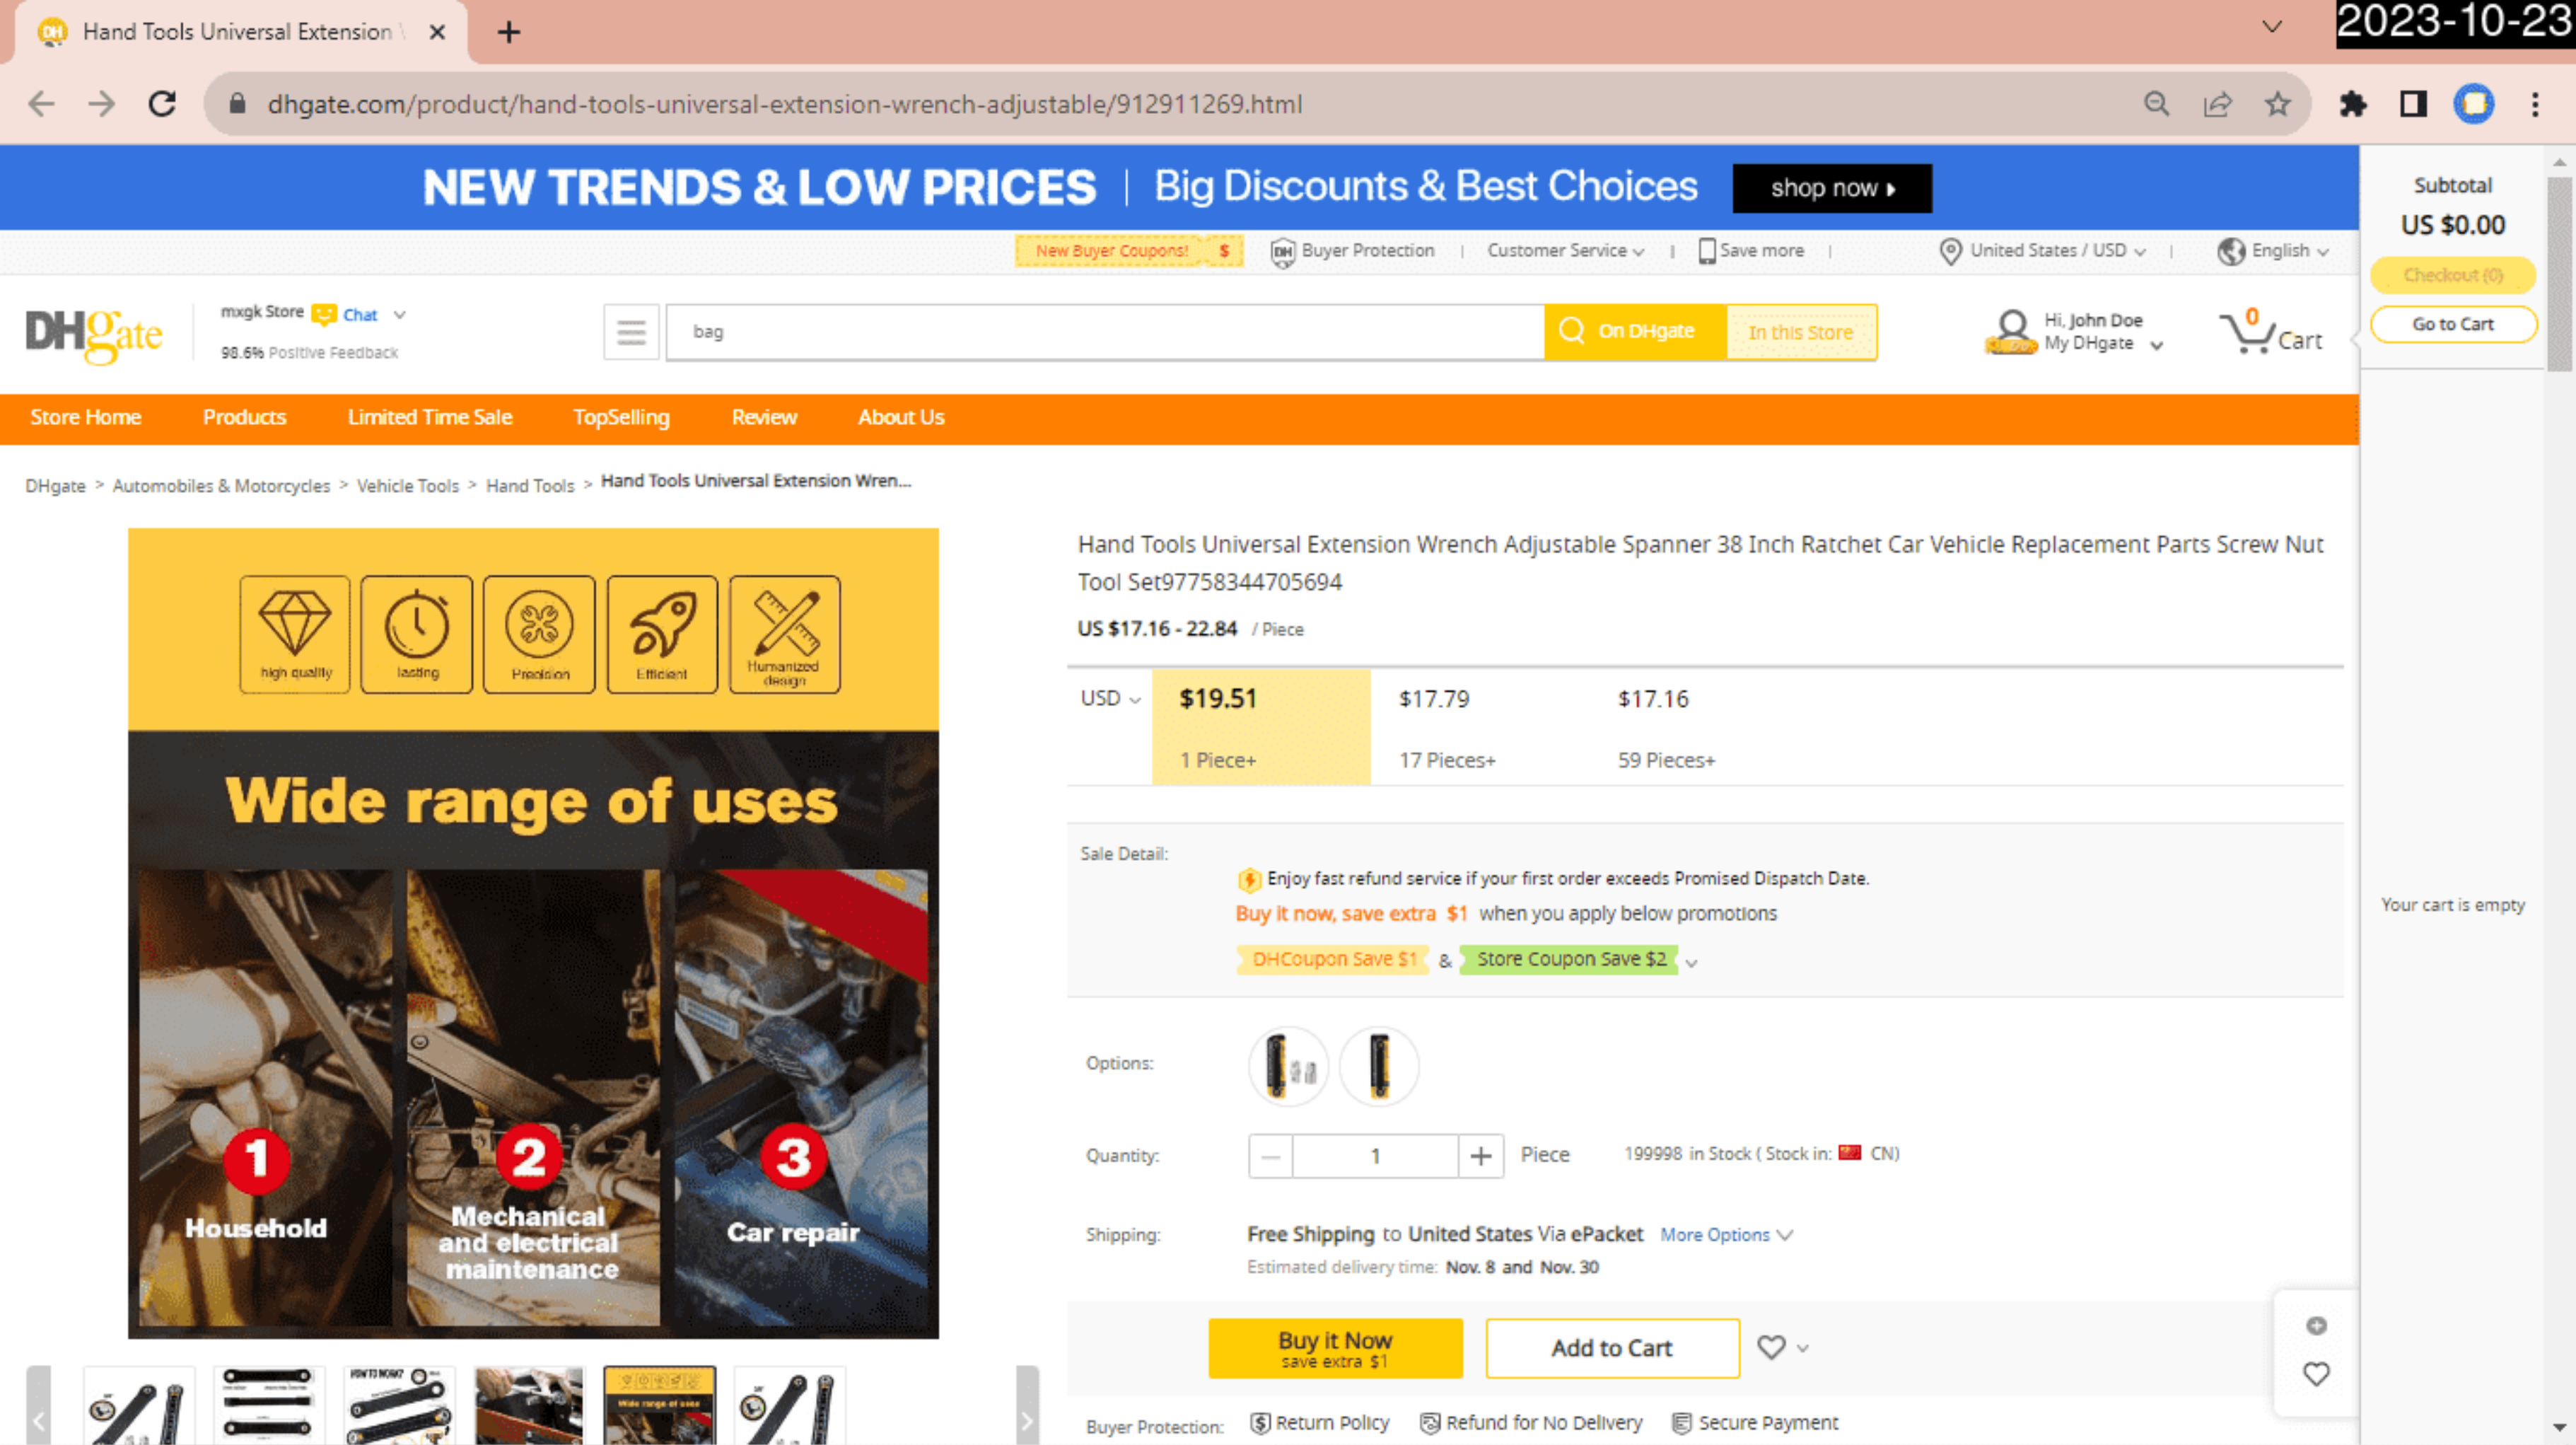 Hand Tools Universal Extension
2023-10-23
dhgate.com/product/hand-tools-universal-extension-wrench-adjustable/912911269.html
NEW TRENDS & LOW PRICES | Big Discounts & Best Choices shop now
Subtotal
US $0.00
Checkout (0)
Go to Cart
Your cart is empty
New Buyer Coupons! $ DH Buyer Protection | Customer Service | Save more | United States / USD | English
DHgate
mxgk Store Chat
98.6% Positive Feedback
bag
On DHgate
In this Store
Hi, John Doe
My DHgate
0
Cart
Store Home Products Limited Time Sale TopSelling Review About Us
DHgate > Automobiles & Motorcycles > Vehicle Tools > Hand Tools > Hand Tools Universal Extension Wren...
high quality lasting Precision Efficient Humanized design
Wide range of uses
1 2 3
Household
Mechanical
and electrical
maintenance
Car repair
HOW TO WORK?
Wide range of uses
Hand Tools Universal Extension Wrench Adjustable Spanner 38 Inch Ratchet Car Vehicle Replacement Parts Screw Nut
Tool Set97758344705694
US $17.16 - 22.84 / Piece
USD $19.51 $17.79 $17.16
1 Piece+ 17 Pieces+ 59 Pieces+
Sale Detail:
Enjoy fast refund service if your first order exceeds Promised Dispatch Date.
Buy it now, save extra $1 when you apply below promotions
DHCoupon Save $1 & Store Coupon Save $2
Options:
Quantity: 1 Piece 199998 in Stock ( Stock in: CN)
Shipping: Free Shipping to United States Via ePacket More Options
Estimated delivery time: Nov. 8 and Nov. 30
Buy it Now
save extra $1
Add to Cart
Buyer Protection: Return Policy Refund for No Delivery Secure Payment